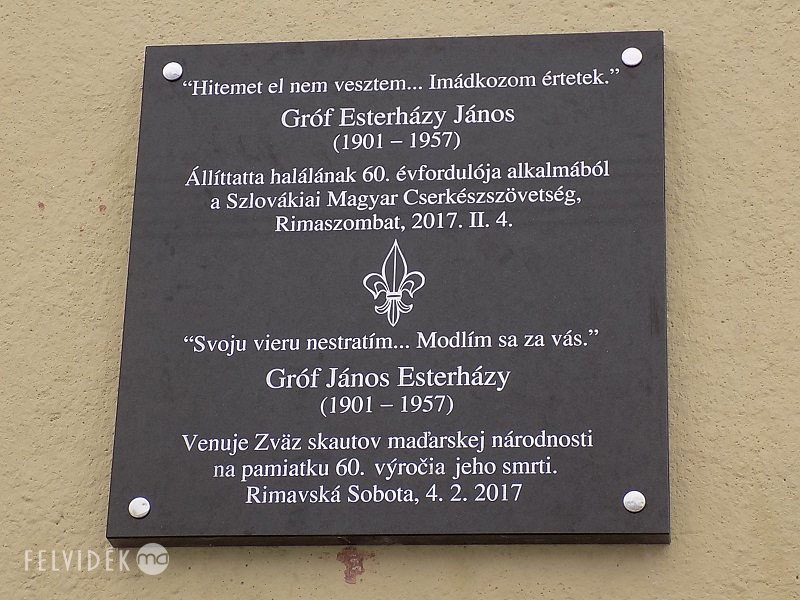 “Hitemet el nem vesztem... Imádkozom értetek.”
Gróf Esterházy János
(1901 – 1957)
Állíttatta halálának 60. évfordulója alkalmából
a Szlovákiai Magyar Cserkészszövetség,
Rimaszombat, 2017. II. 4.
“Svoju vieru nestratím... Modlím sa za vás.”
Gróf János Esterházy
(1901 – 1957)
Venuje Zväz skautov maďarskej národnosti
na pamiatku 60. výročia jeho smrti.
Rimavská Sobota, 4. 2. 2017
FELVIDÉK ma